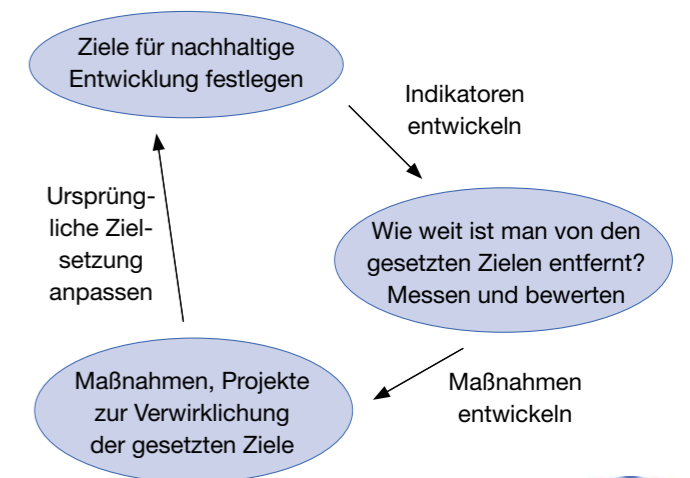 Ziele für nachhaltige
Entwicklung festlegen
Indikatoren
entwickeln
Wie weit ist man von den
gesetzten Zielen entfernt?
Messen und bewerten
Maßnahmen
entwickeln
Maßnahmen, Projekte
zur Verwirklichung
der gesetzten Ziele
Ursprüng-
liche Ziel-
setzung
anpassen